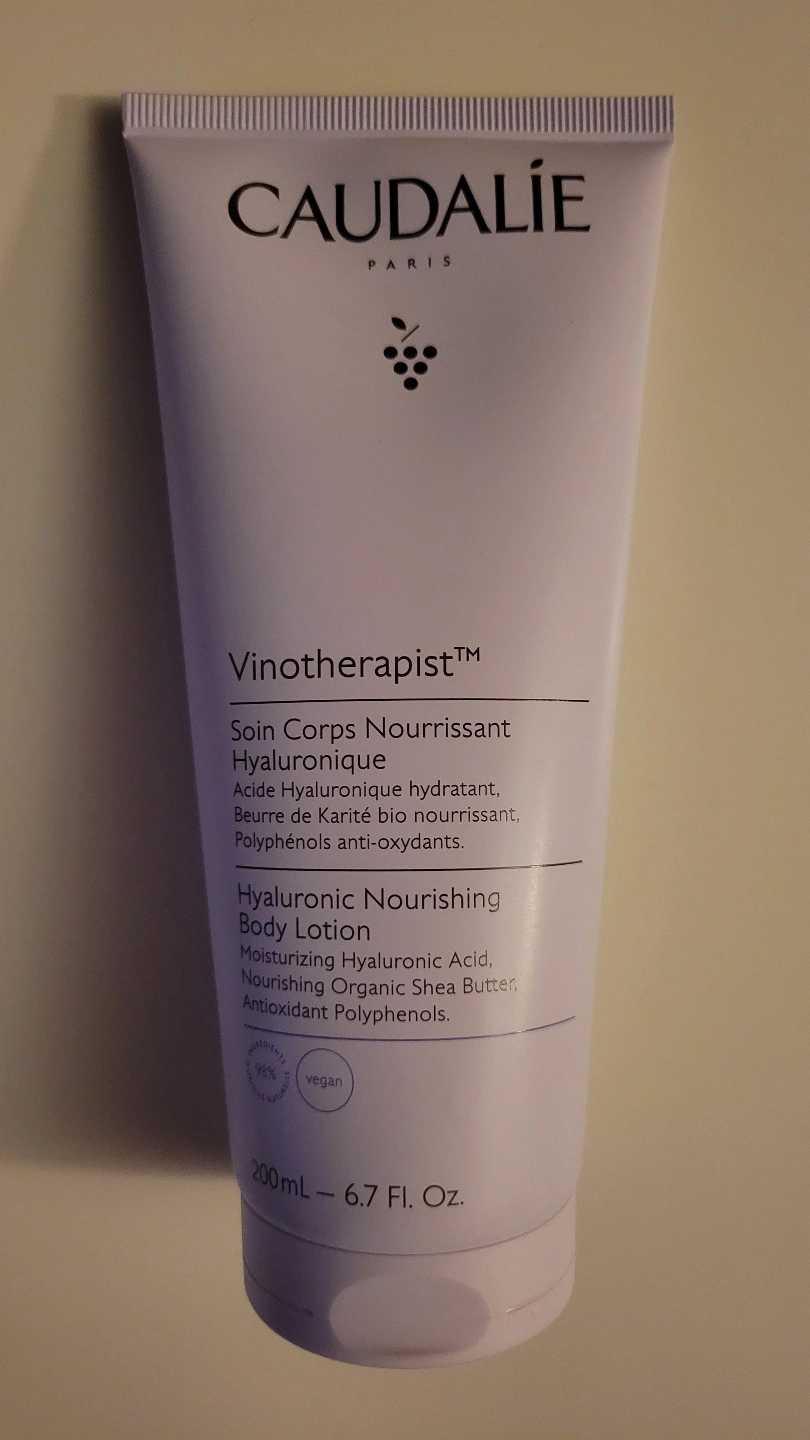 CAUDALÍE
PARIS
Vinotherapist™
Soin Corps Nourrissant
Hyaluronique
Acide Hyaluronique hydratant,
Beurre de Karité bio nourrissant,
Polyphénols anti-oxydants.
Hyaluronic Nourishing
Body Lotion
Moisturizing Hyaluronic Acid,
Nourishing Organic Shea Butter,
Antioxidant Polyphenols.
98%
vegan
200mL – 6.7 Fl. Oz.